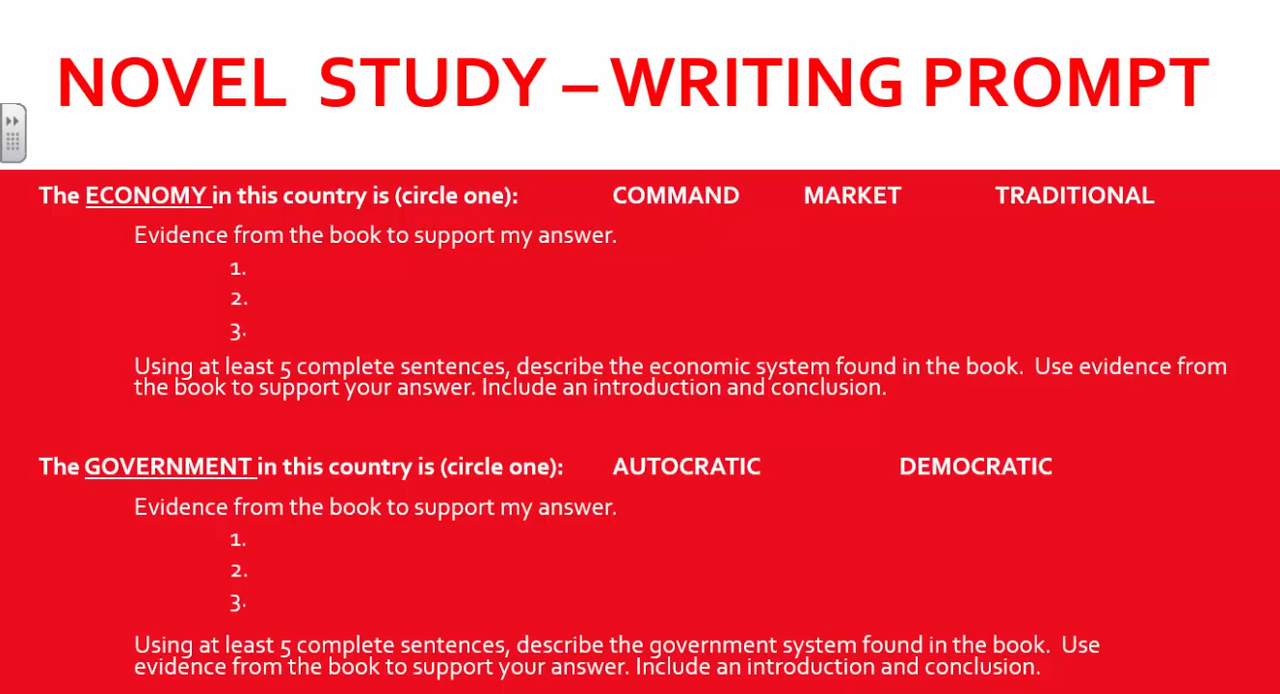 NOVEL STUDY – WRITING PROMPT
The ECONOMY in this country is (circle one): COMMAND MARKET TRADITIONAL
Evidence from the book to support my answer.
1.
2.
3.
Using at least 5 complete sentences, describe the economic system found in the book. Use evidence from
the book to support your answer. Include an introduction and conclusion.
The GOVERNMENT in this country is (circle one): AUTOCRATIC DEMOCRATIC
Evidence from the book to support my answer.
1.
2.
3.
Using at least 5 complete sentences, describe the government system found in the book. Use
evidence from the book to support your answer. Include an introduction and conclusion.